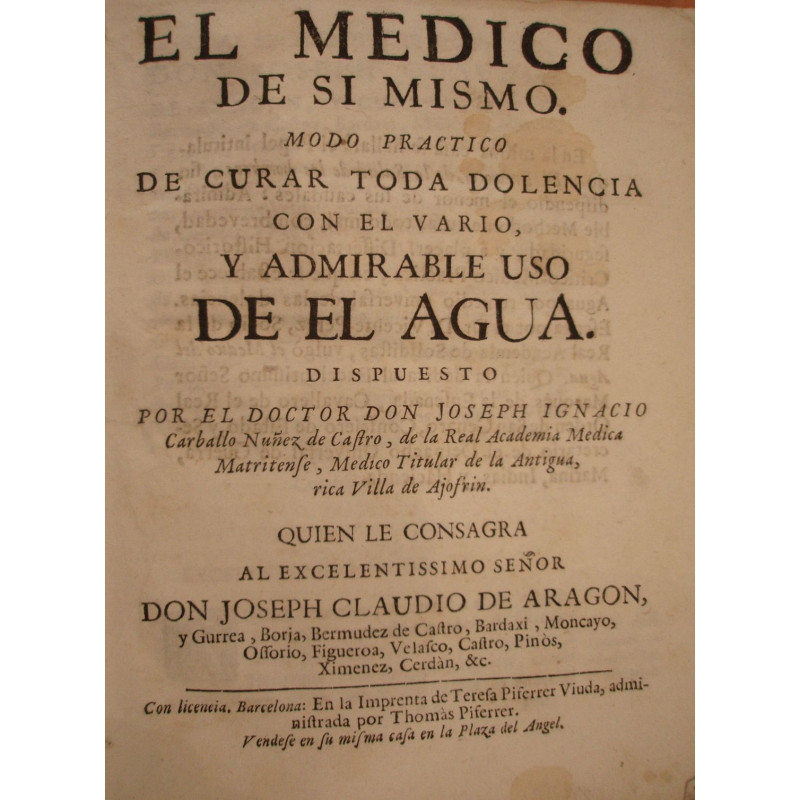 EL MEDICO
DE SI MISMO.
MODO PRACTICO
DE CURAR TODA DOLENCIA
CON EL VARIO,
Y ADMIRABLE USO
DE EL AGUA.
DISPUESTO
POR EL DOCTOR DON JOSEPH IGNACIO
Carballo Nuñez de Caſtro, de la Real Academia Medica
Matritenſe, Medico Titular de la Antigua,
rica Villa de Ajofrin.
QUIEN LE CONSAGRA
AL EXCELENTISSIMO SEÑOR
DON JOSEPH CLAUDIO DE ARAGON,
y Gurrea, Borja, Bermudez de Caſtro, Bardaxi, Moncayo,
Oſſorio, Figueroa, Velaſco, Caſtro, Pinòs,
Ximenez, Cerdàn, &c.
Con licencia. Barcelona: En la Imprenta de Tereſa Piferrer Viuda, admi-
niſtrada por Thomàs Piferrer.
Vendeſe en ſu miſma caſa en la Plaza del Angel.